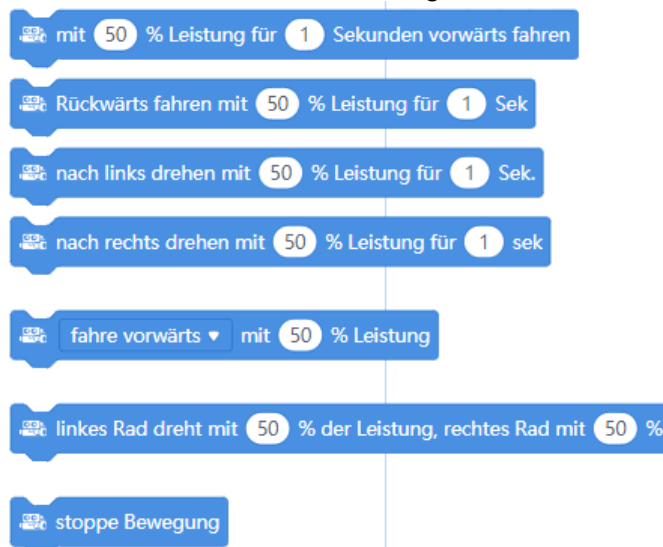 mit 50 % Leistung für 1 Sekunden vorwärts fahren
Rückwärts fahren mit 50 % Leistung für 1 Sek
nach links drehen mit 50 % Leistung für 1 Sek.
nach rechts drehen mit 50 % Leistung für 1 sek
fahre vorwärts ▾ mit 50 % Leistung
linkes Rad dreht mit 50 % der Leistung, rechtes Rad mit 50 %
stoppe Bewegung